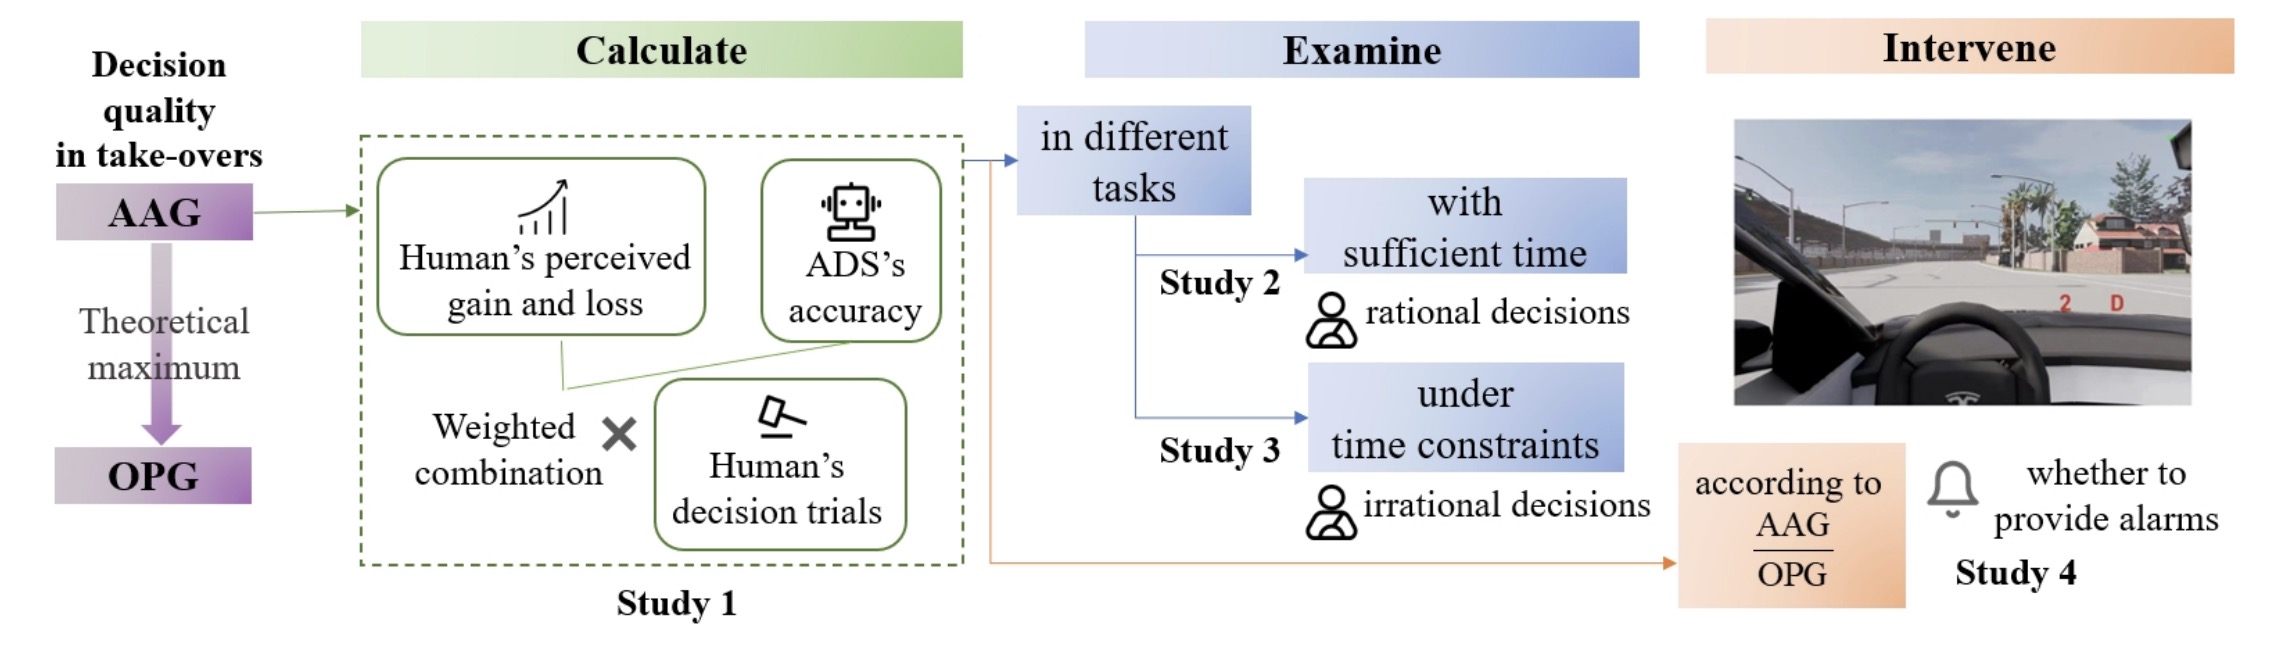 Decision
quality
in take-overs
AAG
Theoretical
maximum
OPG
Calculate
Human's perceived
gain and loss
ADS's
accuracy
Weighted
combination
Human's
decision trials
Study 1
Examine
in different
tasks
Study 2
with
sufficient time
rational decisions
Study 3
under
time constraints
irrational decisions
Intervene
2 D
according to
AAG
OPG
whether to
provide alarms
Study 4